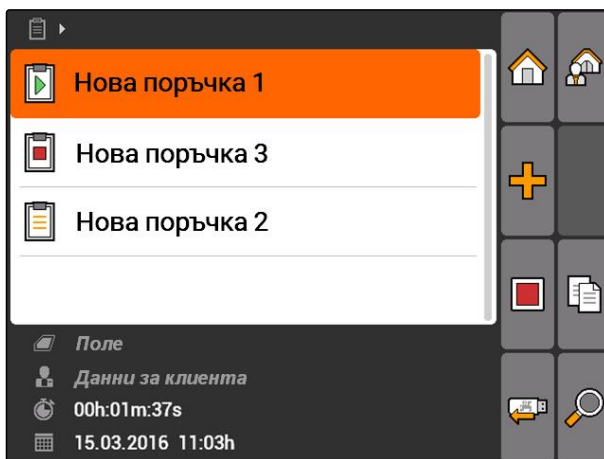 Нова поръчка 1
Нова поръчка 3
Нова поръчка 2
Поле
Данни за клиента
00h:01m:37s
15.03.2016 11:03h